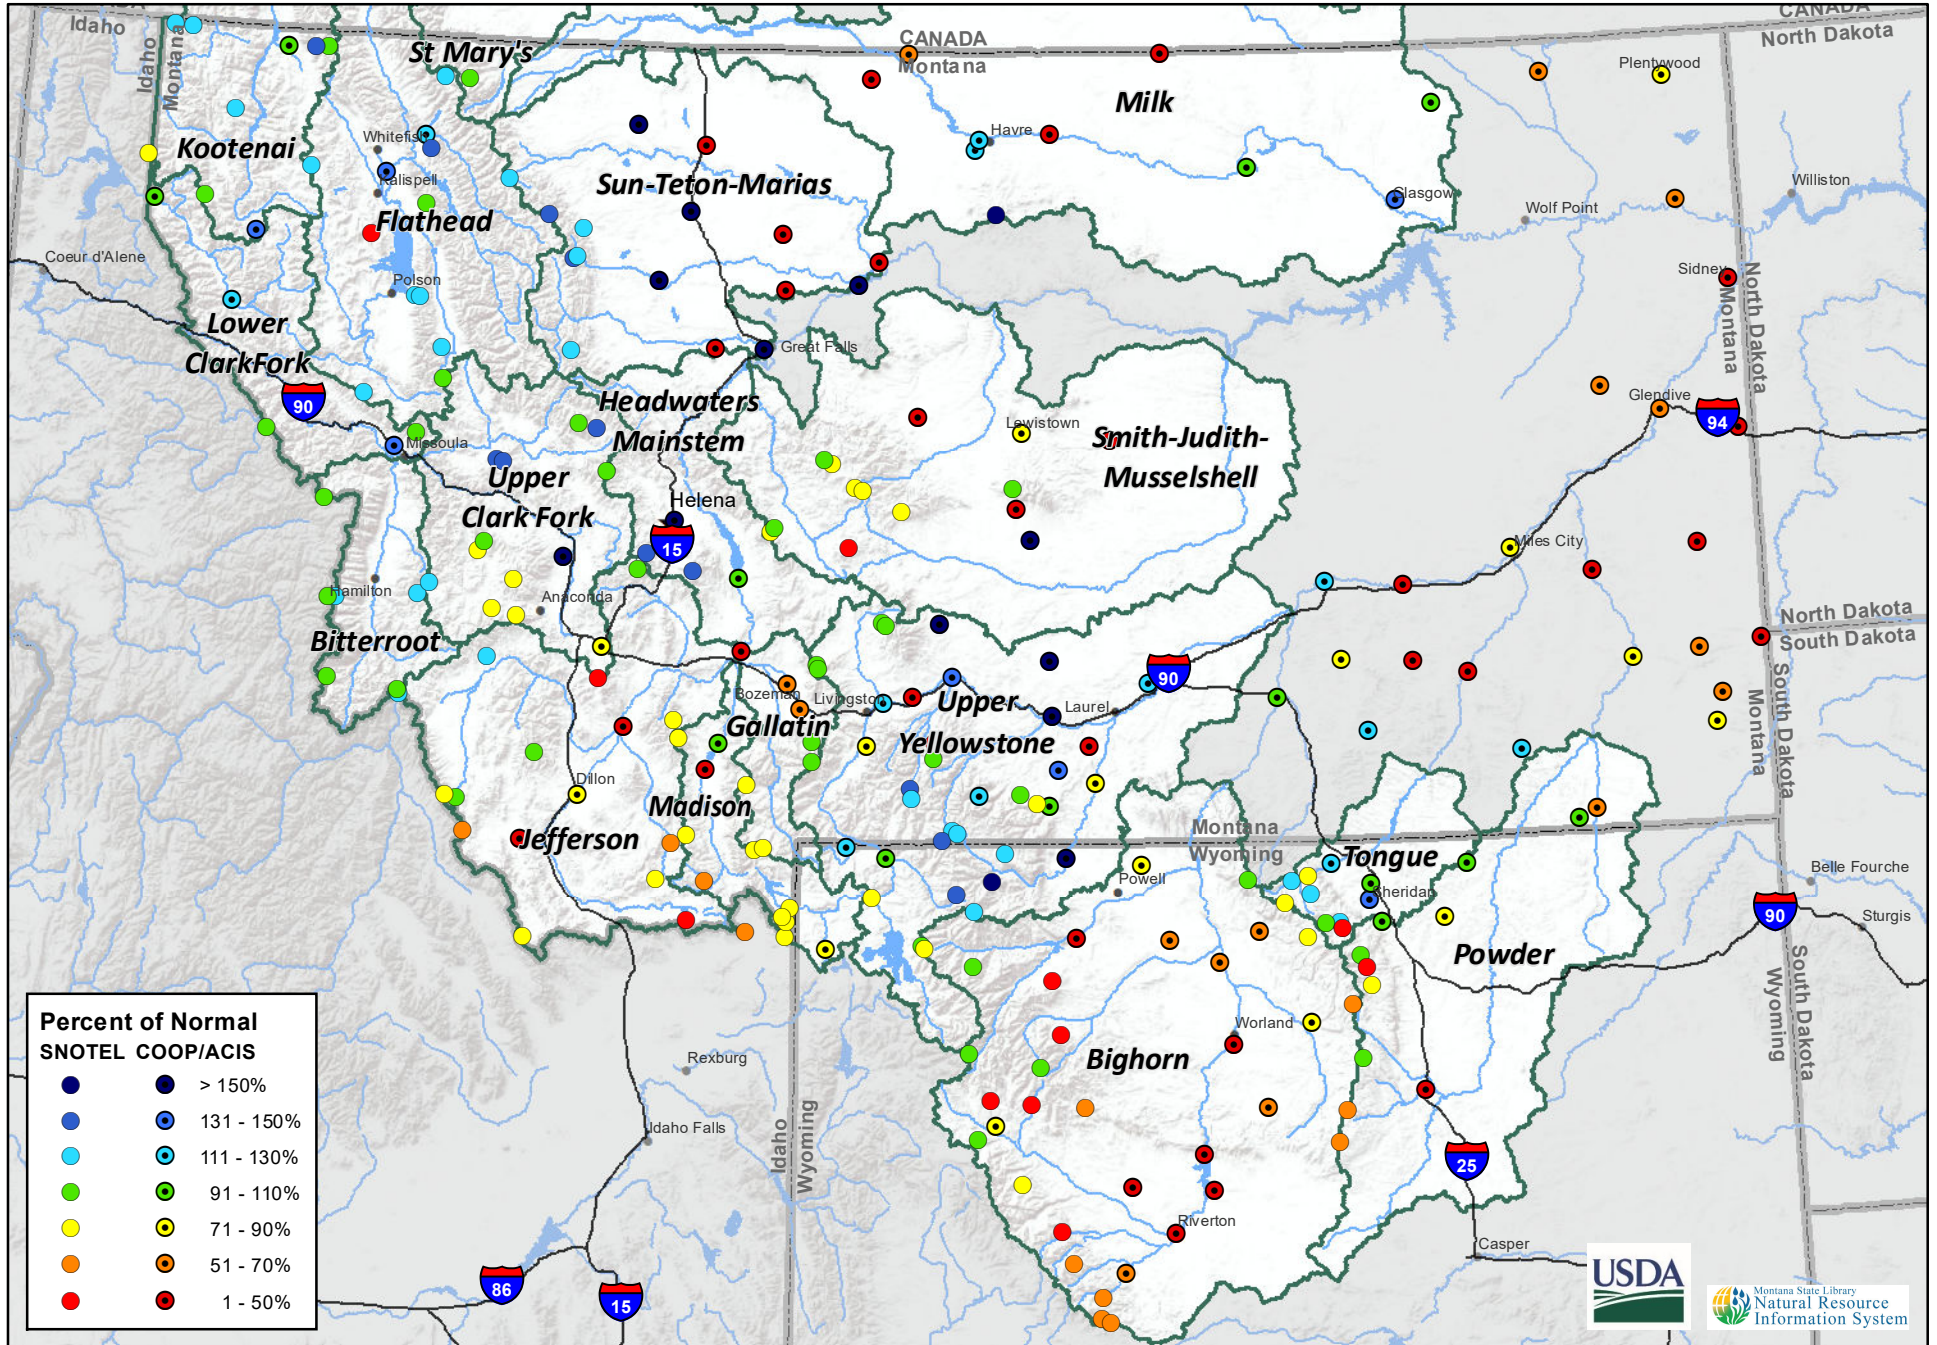 CANADA
Idaho
Idaho
Montana
St Mary's
CANADA
Montana
CANADA
North Dakota
Plentywood
Milk
Havre
Whitefish
Kootenai
Kalispell
Sun-Teton-Marias
Flathead
Glasgow
Wolf Point
Williston
Coeur d'Alene
Polson
Sidney
North Dakota
Montana
Lower
ClarkFork
Great Falls
90
Headwaters
Mainstem
Missoula
Lewistown
Smith-Judith-
Musselshell
Glendive
94
Upper
Clark Fork
Helena
15
Miles City
Hamilton
Anaconda
Bitterroot
North Dakota
South Dakota
90
Bozeman
Livingston
Laurel
Gallatin
Upper
Yellowstone
South Dakota
Montana
Dillon
Madison
Jefferson
Montana
Wyoming
Tongue
Powell
Sheridan
Belle Fourche
90
Sturgis
Powder
South Dakota
Wyoming
Percent of Normal
SNOTEL COOP/ACIS
> 150%
131 - 150%
111 - 130%
91 - 110%
71 - 90%
51 - 70%
1 - 50%
Worland
Bighorn
Rexburg
Idaho Falls
Idaho
Wyoming
25
Riverton
Casper
86
15
USDA
Montana State Library
Natural Resource
Information System